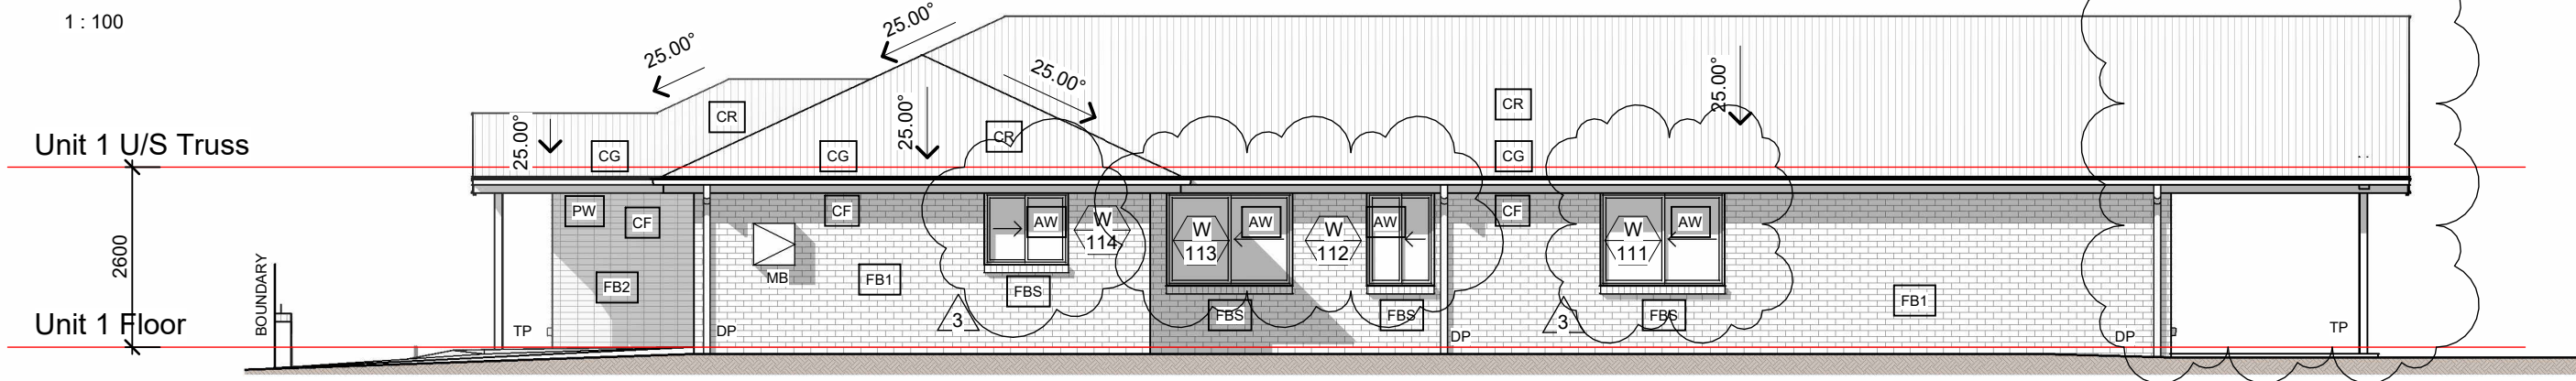 1 : 100
25.00°
25.00°
25.00°
25.00°
25.00°
25.00°
CR
CR
CR
Unit 1 U/S Truss
CG
CG
CG
PW
CF
CF
CF
AW
W
114
W
113
AW
W
112
AW
W
111
AW
2600
BOUNDARY
MB
FB2
FB1
FBS
FBS
FBS
FBS
FB1
3
3
Unit 1 Floor
TP
DP
DP
DP
TP